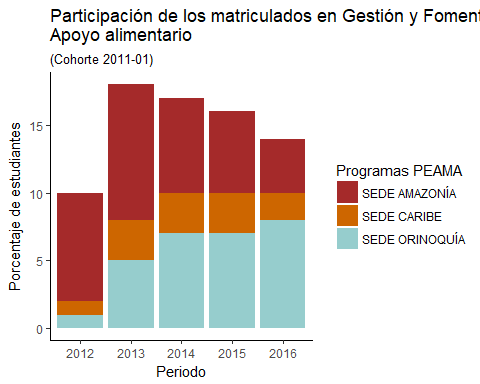 Participación de los matriculados en Gestión y Foment
Apoyo alimentario
(Cohorte 2011-01)
Porcentaje de estudiantes
15
10
5
0
2012 2013 2014 2015 2016
Periodo
Programas PEAMA
SEDE AMAZONÍA
SEDE CARIBE
SEDE ORINOQUÍA